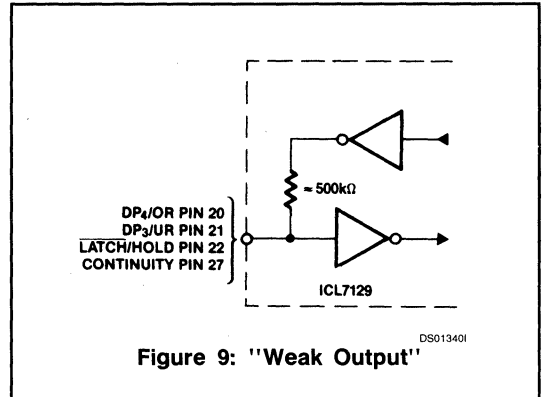 ≈ 500kΩ
DP₄/OR PIN 20
DP₃/UR PIN 21
L̅A̅T̅C̅H̅/HOLD PIN 22
CONTINUITY PIN 27
ICL7129
DS01340I
Figure 9: ''Weak Output''